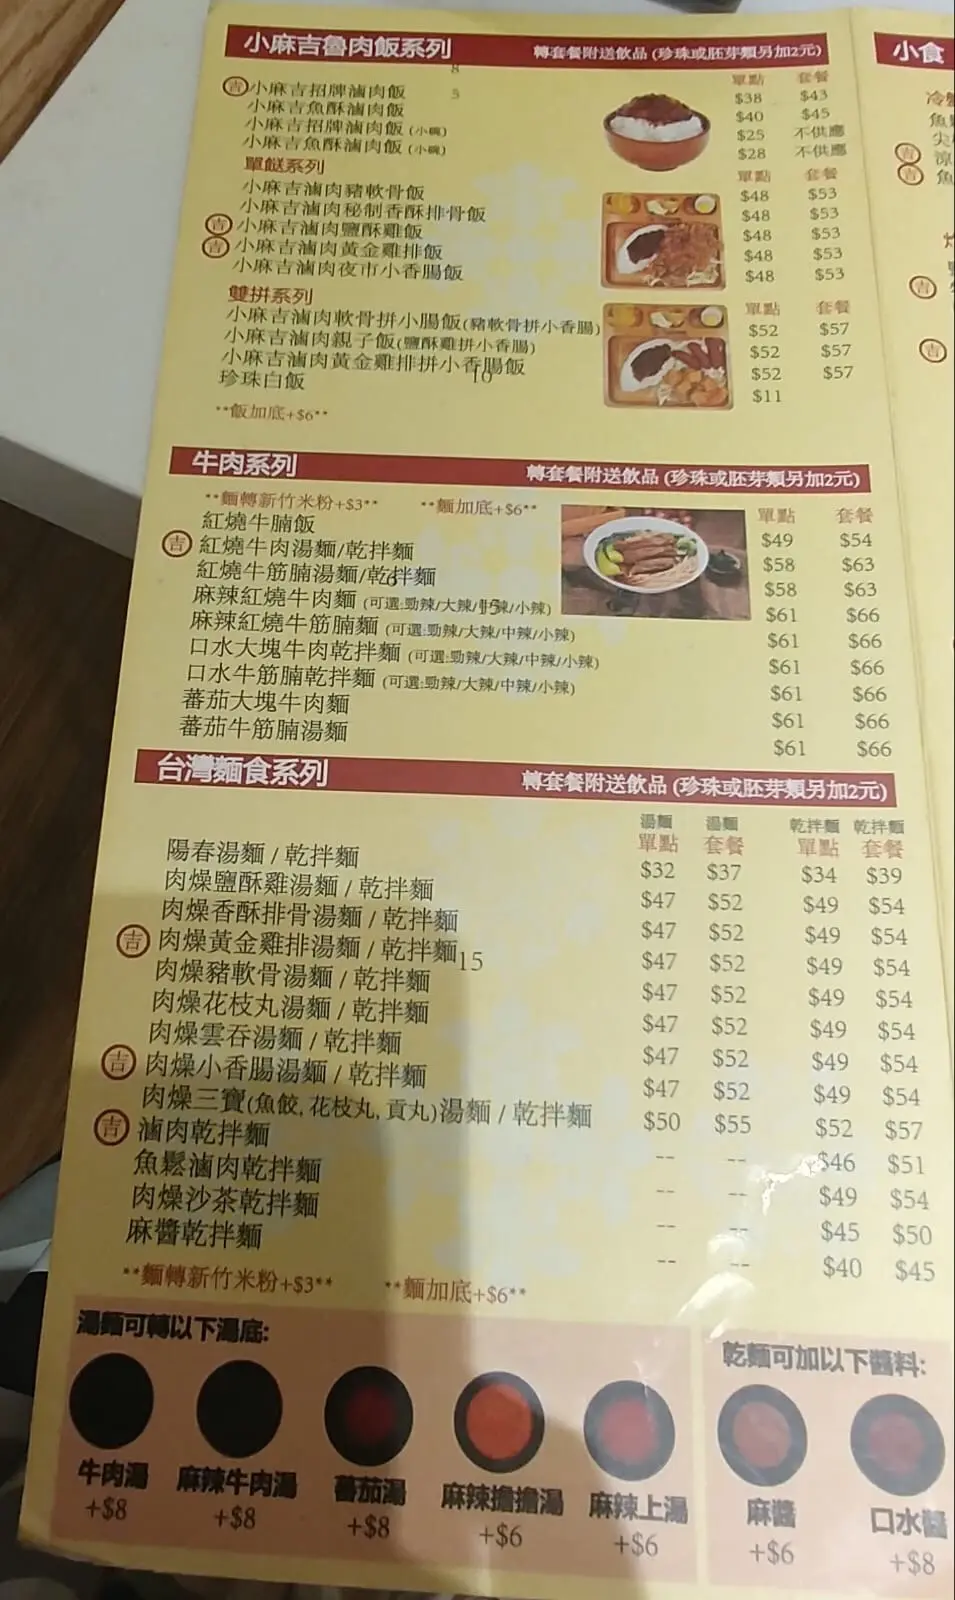 小麻吉魯肉飯系列 轉套餐附送飲品 (珍珠或胚芽類另加2元)
8
單點 套餐
吉 小麻吉招牌滷肉飯 5 $38 $43
小麻吉魚酥滷肉飯 $40 $45
小麻吉招牌滷肉飯 (小碗) $25 不供應
小麻吉魚酥滷肉飯 (小碗) $28 不供應
單餸系列 單點 套餐
小麻吉滷肉豬軟骨飯 $48 $53
小麻吉滷肉秘制香酥排骨飯 $48 $53
吉 小麻吉滷肉鹽酥雞飯 $48 $53
吉 小麻吉滷肉黃金雞排飯 $48 $53
小麻吉滷肉夜市小香腸飯 $48 $53
雙拼系列 單點 套餐
小麻吉滷肉軟骨拼小腸飯(豬軟骨拼小香腸) $52 $57
小麻吉滷肉親子飯(鹽酥雞拼小香腸) $52 $57
小麻吉滷肉黃金雞排拼小香腸飯 10 $52 $57
珍珠白飯 $11
**飯加底+$6**
牛肉系列 轉套餐附送飲品 (珍珠或胚芽類另加2元)
**麵轉新竹米粉+$3** **麵加底+$6** 單點 套餐
紅燒牛腩飯 $49 $54
吉 紅燒牛肉湯麵/乾拌麵 $58 $63
紅燒牛筋腩湯麵/乾拌麵 $58 $63
麻辣紅燒牛肉麵 (可選:勁辣/大辣/中辣/小辣) 15 $61 $66
麻辣紅燒牛筋腩麵 (可選:勁辣/大辣/中辣/小辣) $61 $66
口水大塊牛肉乾拌麵 (可選:勁辣/大辣/中辣/小辣) $61 $66
口水牛筋腩乾拌麵 (可選:勁辣/大辣/中辣/小辣) $61 $66
蕃茄大塊牛肉麵 $61 $66
蕃茄牛筋腩湯麵 $61 $66
台灣麵食系列 轉套餐附送飲品 (珍珠或胚芽類另加2元)
湯麵 湯麵 乾拌麵 乾拌麵
單點 套餐 單點 套餐
陽春湯麵 / 乾拌麵 $32 $37 $34 $39
肉燥鹽酥雞湯麵 / 乾拌麵 $47 $52 $49 $54
肉燥香酥排骨湯麵 / 乾拌麵 $47 $52 $49 $54
吉 肉燥黃金雞排湯麵 / 乾拌麵 15 $47 $52 $49 $54
肉燥豬軟骨湯麵 / 乾拌麵 $47 $52 $49 $54
肉燥花枝丸湯麵 / 乾拌麵 $47 $52 $49 $54
肉燥雲吞湯麵 / 乾拌麵 $47 $52 $49 $54
吉 肉燥小香腸湯麵 / 乾拌麵 $47 $52 $49 $54
肉燥三寶(魚餃, 花枝丸, 貢丸)湯麵 / 乾拌麵 $50 $55 $52 $57
吉 滷肉乾拌麵 -- -- $46 $51
魚鬆滷肉乾拌麵 -- -- $49 $54
肉燥沙茶乾拌麵 -- -- $45 $50
麻醬乾拌麵 -- -- $40 $45
**麵轉新竹米粉+$3** **麵加底+$6**
湯麵可轉以下湯底:
牛肉湯 麻辣牛肉湯 蕃茄湯 麻辣擔擔湯 麻辣上湯
+$8 +$8 +$8 +$6 +$6
乾麵可加以下醬料:
麻醬 口水醬
+$6 +$8
小食
吉
吉
吉
吉